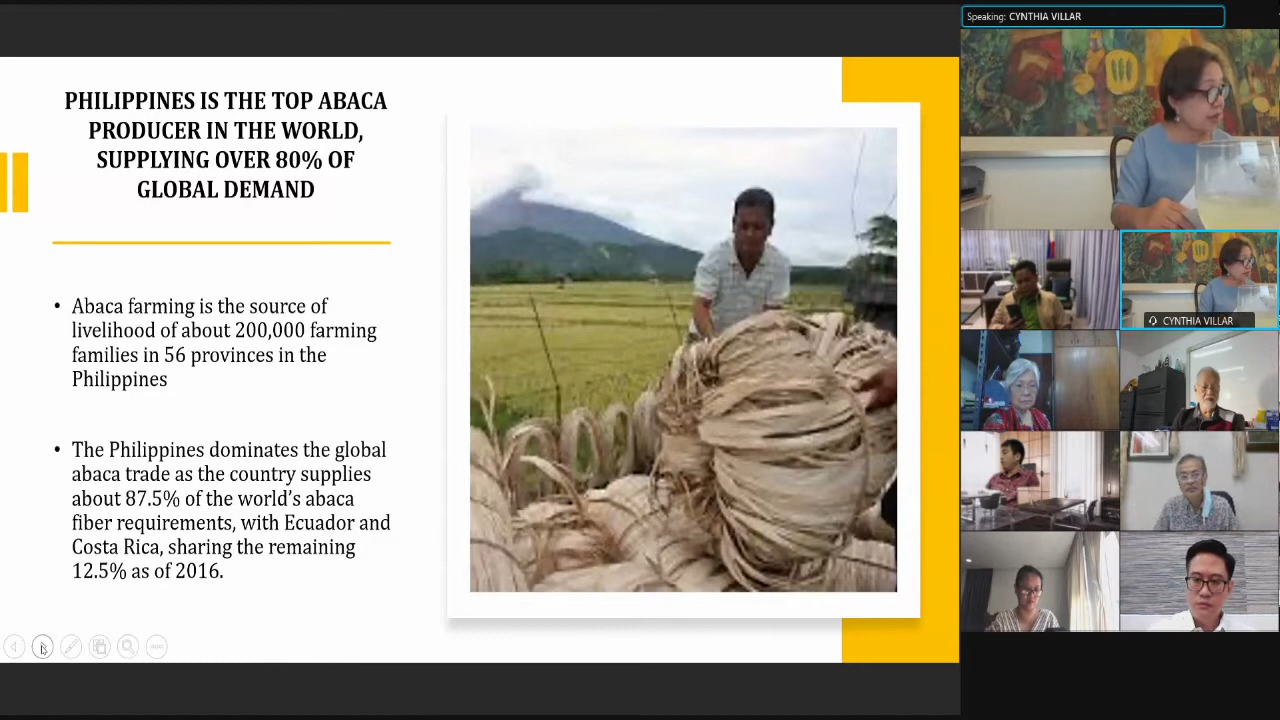 PHILIPPINES IS THE TOP ABACA
PRODUCER IN THE WORLD,
SUPPLYING OVER 80% OF
GLOBAL DEMAND
• Abaca farming is the source of
livelihood of about 200,000 farming
families in 56 provinces in the
Philippines
• The Philippines dominates the global
abaca trade as the country supplies
about 87.5% of the world's abaca
fiber requirements, with Ecuador and
Costa Rica, sharing the remaining
12.5% as of 2016.
Speaking: CYNTHIA VILLAR
CYNTHIA VILLAR